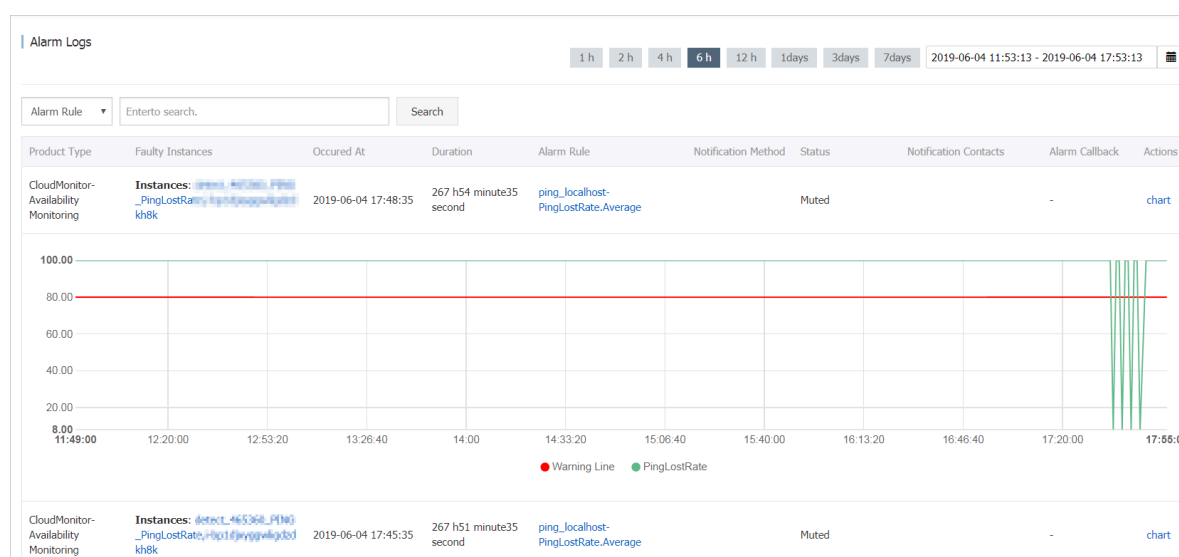 Alarm Logs
1 h 2 h 4 h 6 h 12 h 1days 3days 7days 2019-06-04 11:53:13 - 2019-06-04 17:53:13
Alarm Rule Enterto search. Search
Product Type Faulty Instances Occured At Duration Alarm Rule Notification Method Status Notification Contacts Alarm Callback Actions
CloudMonitor-
Availability
Monitoring
Instances:
_PingLostRate
kh8k
2019-06-04 17:48:35
267 h54 minute35
second
ping_localhost-
PingLostRate.Average
Muted
-
chart
100.00
80.00
60.00
40.00
20.00
8.00
11:49:00 12:20:00 12:53:20 13:26:40 14:00 14:33:20 15:06:40 15:40:00 16:13:20 16:46:40 17:20:00 17:55:0
Warning Line PingLostRate
CloudMonitor-
Availability
Monitoring
Instances:
_PingLostRate,
kh8k
2019-06-04 17:45:35
267 h51 minute35
second
ping_localhost-
PingLostRate.Average
Muted
-
chart